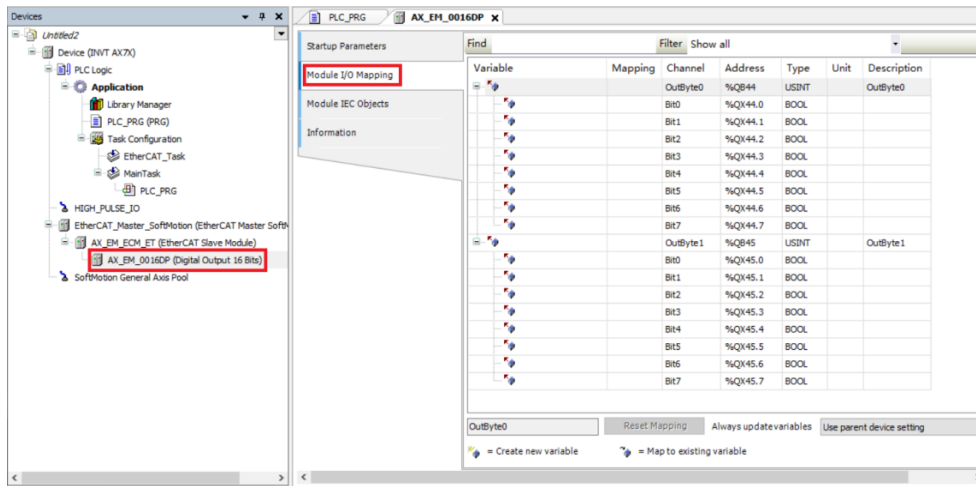 Devices
Untitled2
Device (INVT AX7X)
PLC Logic
Application
Library Manager
PLC_PRG (PRG)
Task Configuration
EtherCAT_Task
MainTask
PLC_PRG
HIGH_PULSE_IO
EtherCAT_Master_SoftMotion (EtherCAT Master SoftM
AX_EM_ECM_ET (EtherCAT Slave Module)
AX_EM_0016DP (Digital Output 16 Bits)
SoftMotion General Axis Pool
PLC_PRG AX_EM_0016DP
Startup Parameters
Module I/O Mapping
Module IEC Objects
Information
Find Filter Show all
Variable Mapping Channel Address Type Unit Description
OutByte0 %QB44 USINT OutByte0
Bit0 %QX44.0 BOOL
Bit1 %QX44.1 BOOL
Bit2 %QX44.2 BOOL
Bit3 %QX44.3 BOOL
Bit4 %QX44.4 BOOL
Bit5 %QX44.5 BOOL
Bit6 %QX44.6 BOOL
Bit7 %QX44.7 BOOL
OutByte1 %QB45 USINT OutByte1
Bit0 %QX45.0 BOOL
Bit1 %QX45.1 BOOL
Bit2 %QX45.2 BOOL
Bit3 %QX45.3 BOOL
Bit4 %QX45.4 BOOL
Bit5 %QX45.5 BOOL
Bit6 %QX45.6 BOOL
Bit7 %QX45.7 BOOL
OutByte0 Reset Mapping Always update variables Use parent device setting
= Create new variable = Map to existing variable